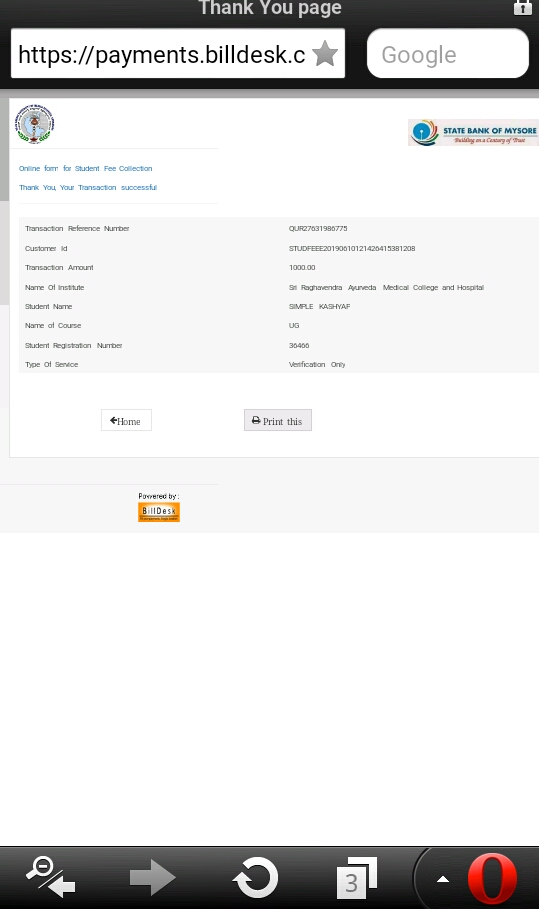 Thank You page
https://payments.billdesk.c
Google
STATE BANK OF MYSORE
Building on a Century of Trust
Online form for Student Fee Collection
Thank You, Your Transaction successful
Transaction Reference Number QUR27631986775
Customer Id STUDFEEE20190610121426415381208
Transaction Amount 1000.00
Name Of Institute Sri Raghavendra Ayurveda Medical College and Hospital
Student Name SIMPLE KASHYAP
Name of Course UG
Student Registration Number 36466
Type Of Service Verification Only
Home
Print this
Powered by :
BillDesk
3